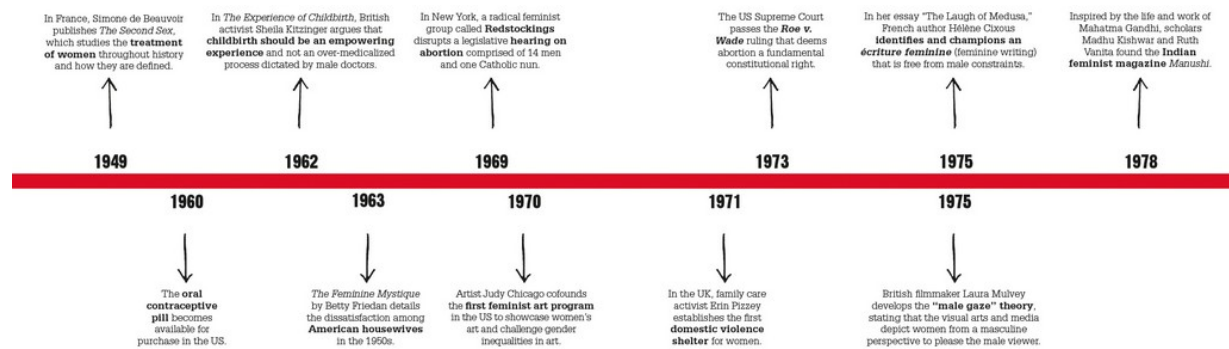 In France, Simone de Beauvoir
publishes The Second Sex,
which studies the treatment
of women throughout history
and how they are defined.
In The Experience of Childbirth, British
activist Sheila Kitzinger argues that
childbirth should be an empowering
experience and not an over-medicalized
process dictated by male doctors.
In New York, a radical feminist
group called Redstockings
disrupts a legislative hearing on
abortion comprised of 14 men
and one Catholic nun.
The US Supreme Court
passes the Roe v.
Wade ruling that deems
abortion a fundamental
constitutional right.
In her essay "The Laugh of Medusa,"
French author Hélène Cixous
identifies and champions an
écriture feminine (feminine writing)
that is free from male constraints.
Inspired by the life and work of
Mahatma Gandhi, scholars
Madhu Kishwar and Ruth
Vanita found the Indian
feminist magazine Manushi.
1949
1962
1969
1973
1975
1978
1960
1963
1970
1971
1975
The oral
contraceptive
pill becomes
available for
purchase in the US.
The Feminine Mystique
by Betty Friedan details
the dissatisfaction among
American housewives
in the 1950s.
Artist Judy Chicago cofounds
the first feminist art program
in the US to showcase women's
art and challenge gender
inequalities in art.
In the UK, family care
activist Erin Pizzey
establishes the first
domestic violence
shelter for women.
British filmmaker Laura Mulvey
develops the "male gaze" theory,
stating that the visual arts and media
depict women from a masculine
perspective to please the male viewer.